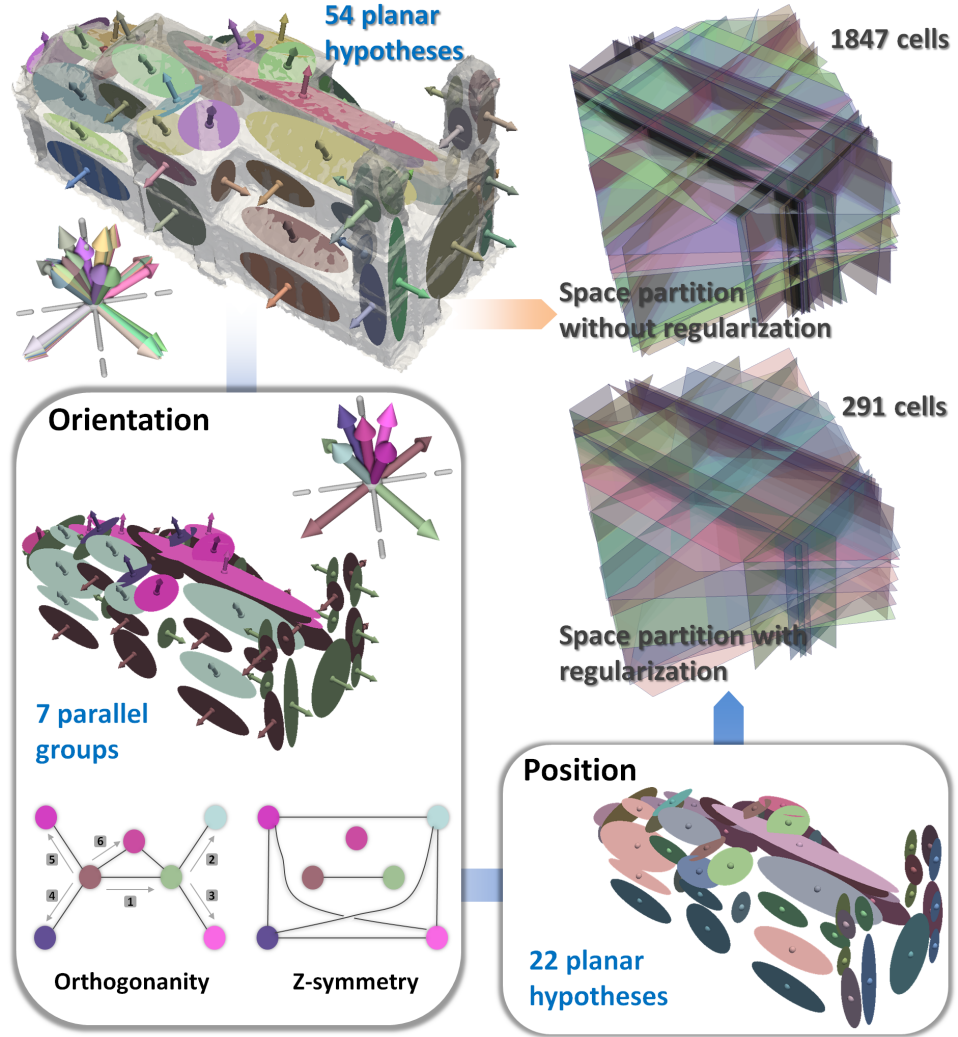 54 planar
hypotheses
1847 cells
Space partition
without regularization
Orientation
291 cells
Space partition with
regularization
7 parallel
groups
Position
6
5
2
4
1
3
Orthogonanity
Z-symmetry
22 planar
hypotheses